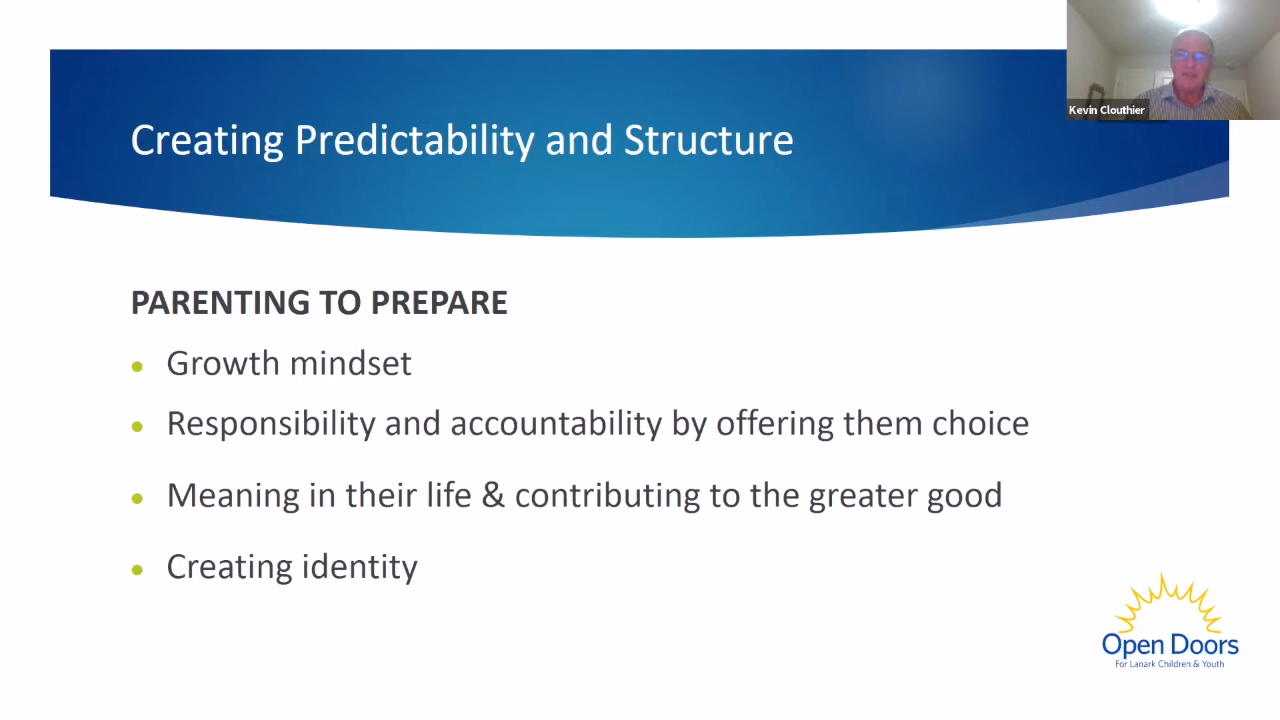 Kevin Clouthier
Creating Predictability and Structure
PARENTING TO PREPARE
Growth mindset
Responsibility and accountability by offering them choice
Meaning in their life & contributing to the greater good
Creating identity
Open Doors
For Lanark Children & Youth